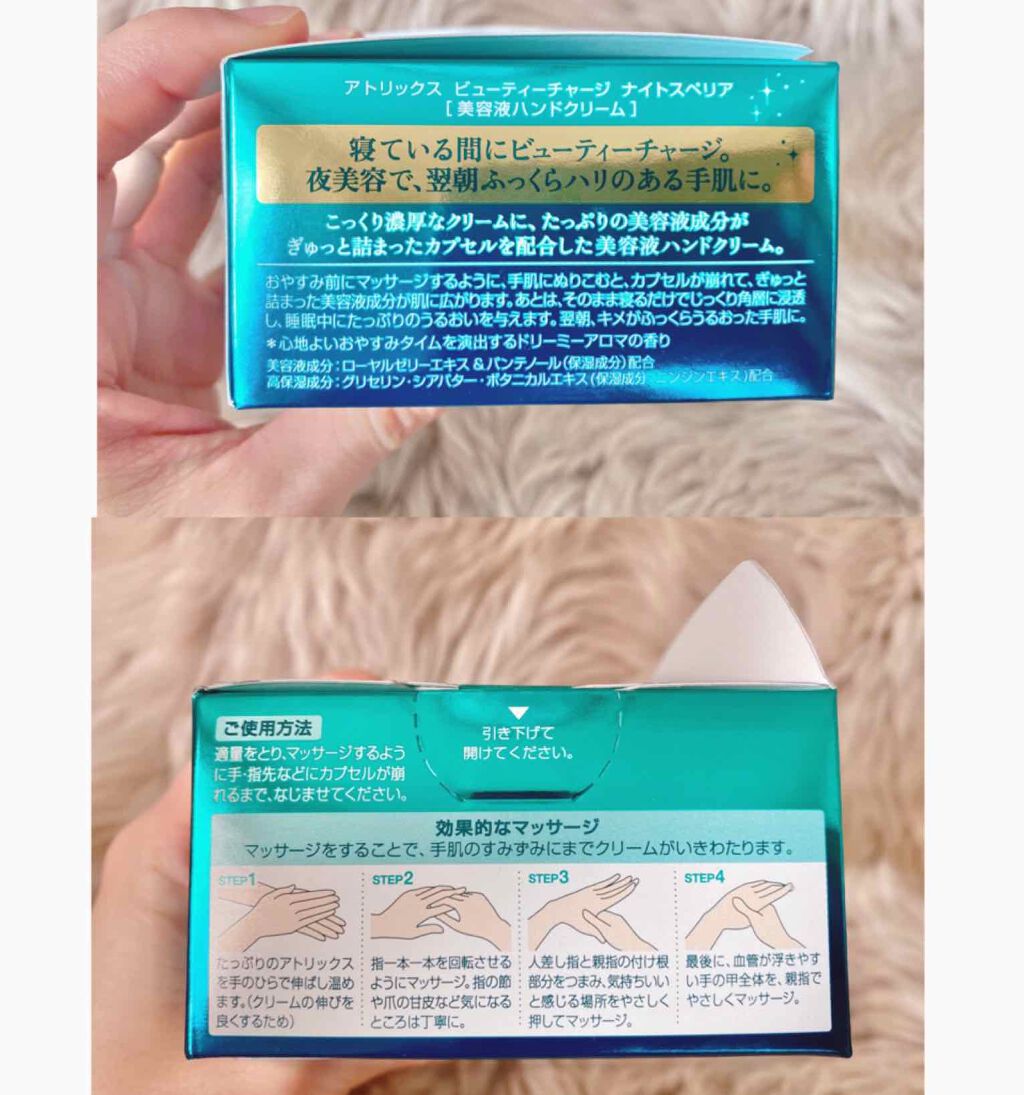 アトリックス ビューティーチャージ ナイトスペリア
[美容液ハンドクリーム]
寝ている間にビューティーチャージ。
夜美容で、翌朝ふっくらハリのある手肌に。
こっくり濃厚なクリームに、たっぷりの美容液成分が
ぎゅっと詰まったカプセルを配合した美容液ハンドクリーム。
おやすみ前にマッサージするように、手肌にぬりこむと、カプセルが崩れて、ぎゅっと
詰まった美容液成分が肌に広がります。あとは、そのまま寝るだけでじっくり角層に浸透
し、睡眠中にたっぷりのうるおいを与えます。翌朝、キメがふっくらうるおった手肌に。
*心地よいおやすみタイムを演出するドリーミーアロマの香り
美容液成分:ローヤルゼリーエキス&パンテノール(保湿成分)配合
高保湿成分:グリセリン・シアバター・ボタニカルエキス(保湿成分 ニンジンエキス)配合
ご使用方法
適量をとり、マッサージするよう
に手・指先などにカプセルが崩
れるまで、なじませてください。
引き下げて
開けてください。
効果的なマッサージ
マッサージをすることで、手肌のすみずみにまでクリームがいきわたります。
STEP1
たっぷりのアトリックス
を手のひらで伸ばし温め
ます。(クリームの伸びを
良くするため)
STEP2
指一本一本を回転させる
ようにマッサージ。指の節
や爪の甘皮など気になる
ところは丁寧に。
STEP3
人差し指と親指の付け根
部分をつまみ、気持ちいい
と感じる場所をやさしく
押してマッサージ。
STEP4
最後に、血管が浮きやす
い手の甲全体を、親指で
やさしくマッサージ。